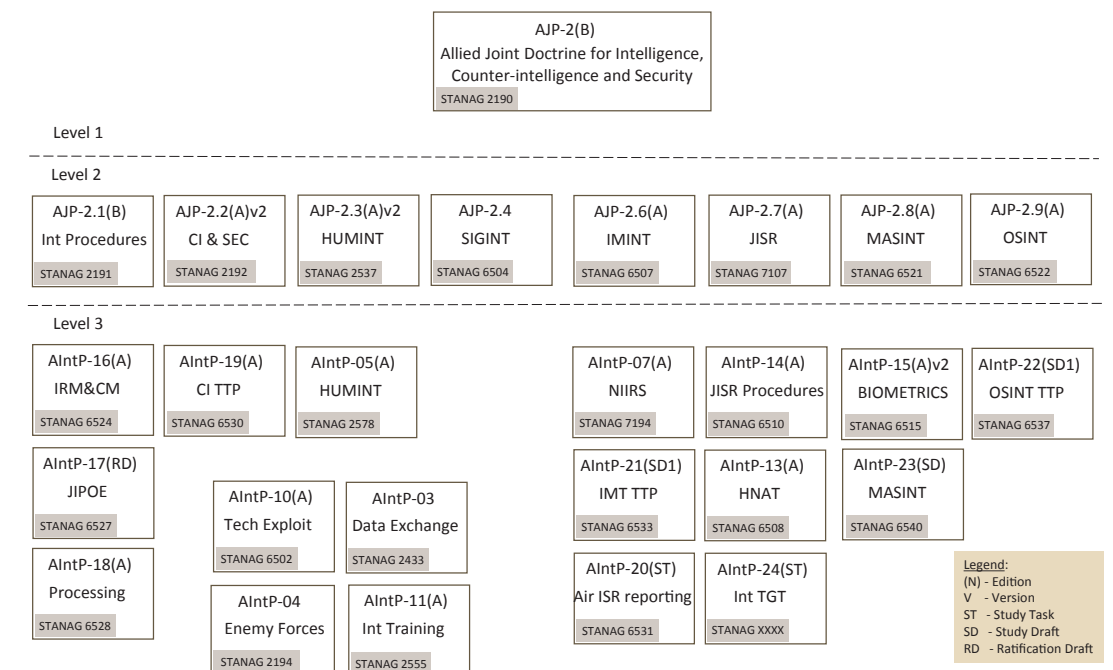 AJP-2(B)
Allied Joint Doctrine for Intelligence,
Counter-intelligence and Security
STANAG 2190
Level 1
Level 2
AJP-2.1(B)
Int Procedures
STANAG 2191
AJP-2.2(A)v2
CI & SEC
STANAG 2192
AJP-2.3(A)v2
HUMINT
STANAG 2537
AJP-2.4
SIGINT
STANAG 6504
AJP-2.6(A)
IMINT
STANAG 6507
AJP-2.7(A)
JISR
STANAG 7107
AJP-2.8(A)
MASINT
STANAG 6521
AJP-2.9(A)
OSINT
STANAG 6522
Level 3
AIntP-16(A)
IRM&CM
STANAG 6524
AIntP-19(A)
CI TTP
STANAG 6530
AIntP-05(A)
HUMINT
STANAG 2578
AIntP-07(A)
NIIRS
STANAG 7194
AIntP-14(A)
JISR Procedures
STANAG 6510
AIntP-15(A)v2
BIOMETRICS
STANAG 6515
AIntP-22(SD1)
OSINT TTP
STANAG 6537
AIntP-17(RD)
JIPOE
STANAG 6527
AIntP-10(A)
Tech Exploit
STANAG 6502
AIntP-03
Data Exchange
STANAG 2433
AIntP-21(SD1)
IMT TTP
STANAG 6533
AIntP-13(A)
HNAT
STANAG 6508
AIntP-23(SD)
MASINT
STANAG 6540
AIntP-18(A)
Processing
STANAG 6528
AIntP-04
Enemy Forces
STANAG 2194
AIntP-11(A)
Int Training
STANAG 2555
AIntP-20(ST)
Air ISR reporting
STANAG 6531
AIntP-24(ST)
Int TGT
STANAG XXXX
Legend:
(N) - Edition
V - Version
ST - Study Task
SD - Study Draft
RD - Ratification Draft